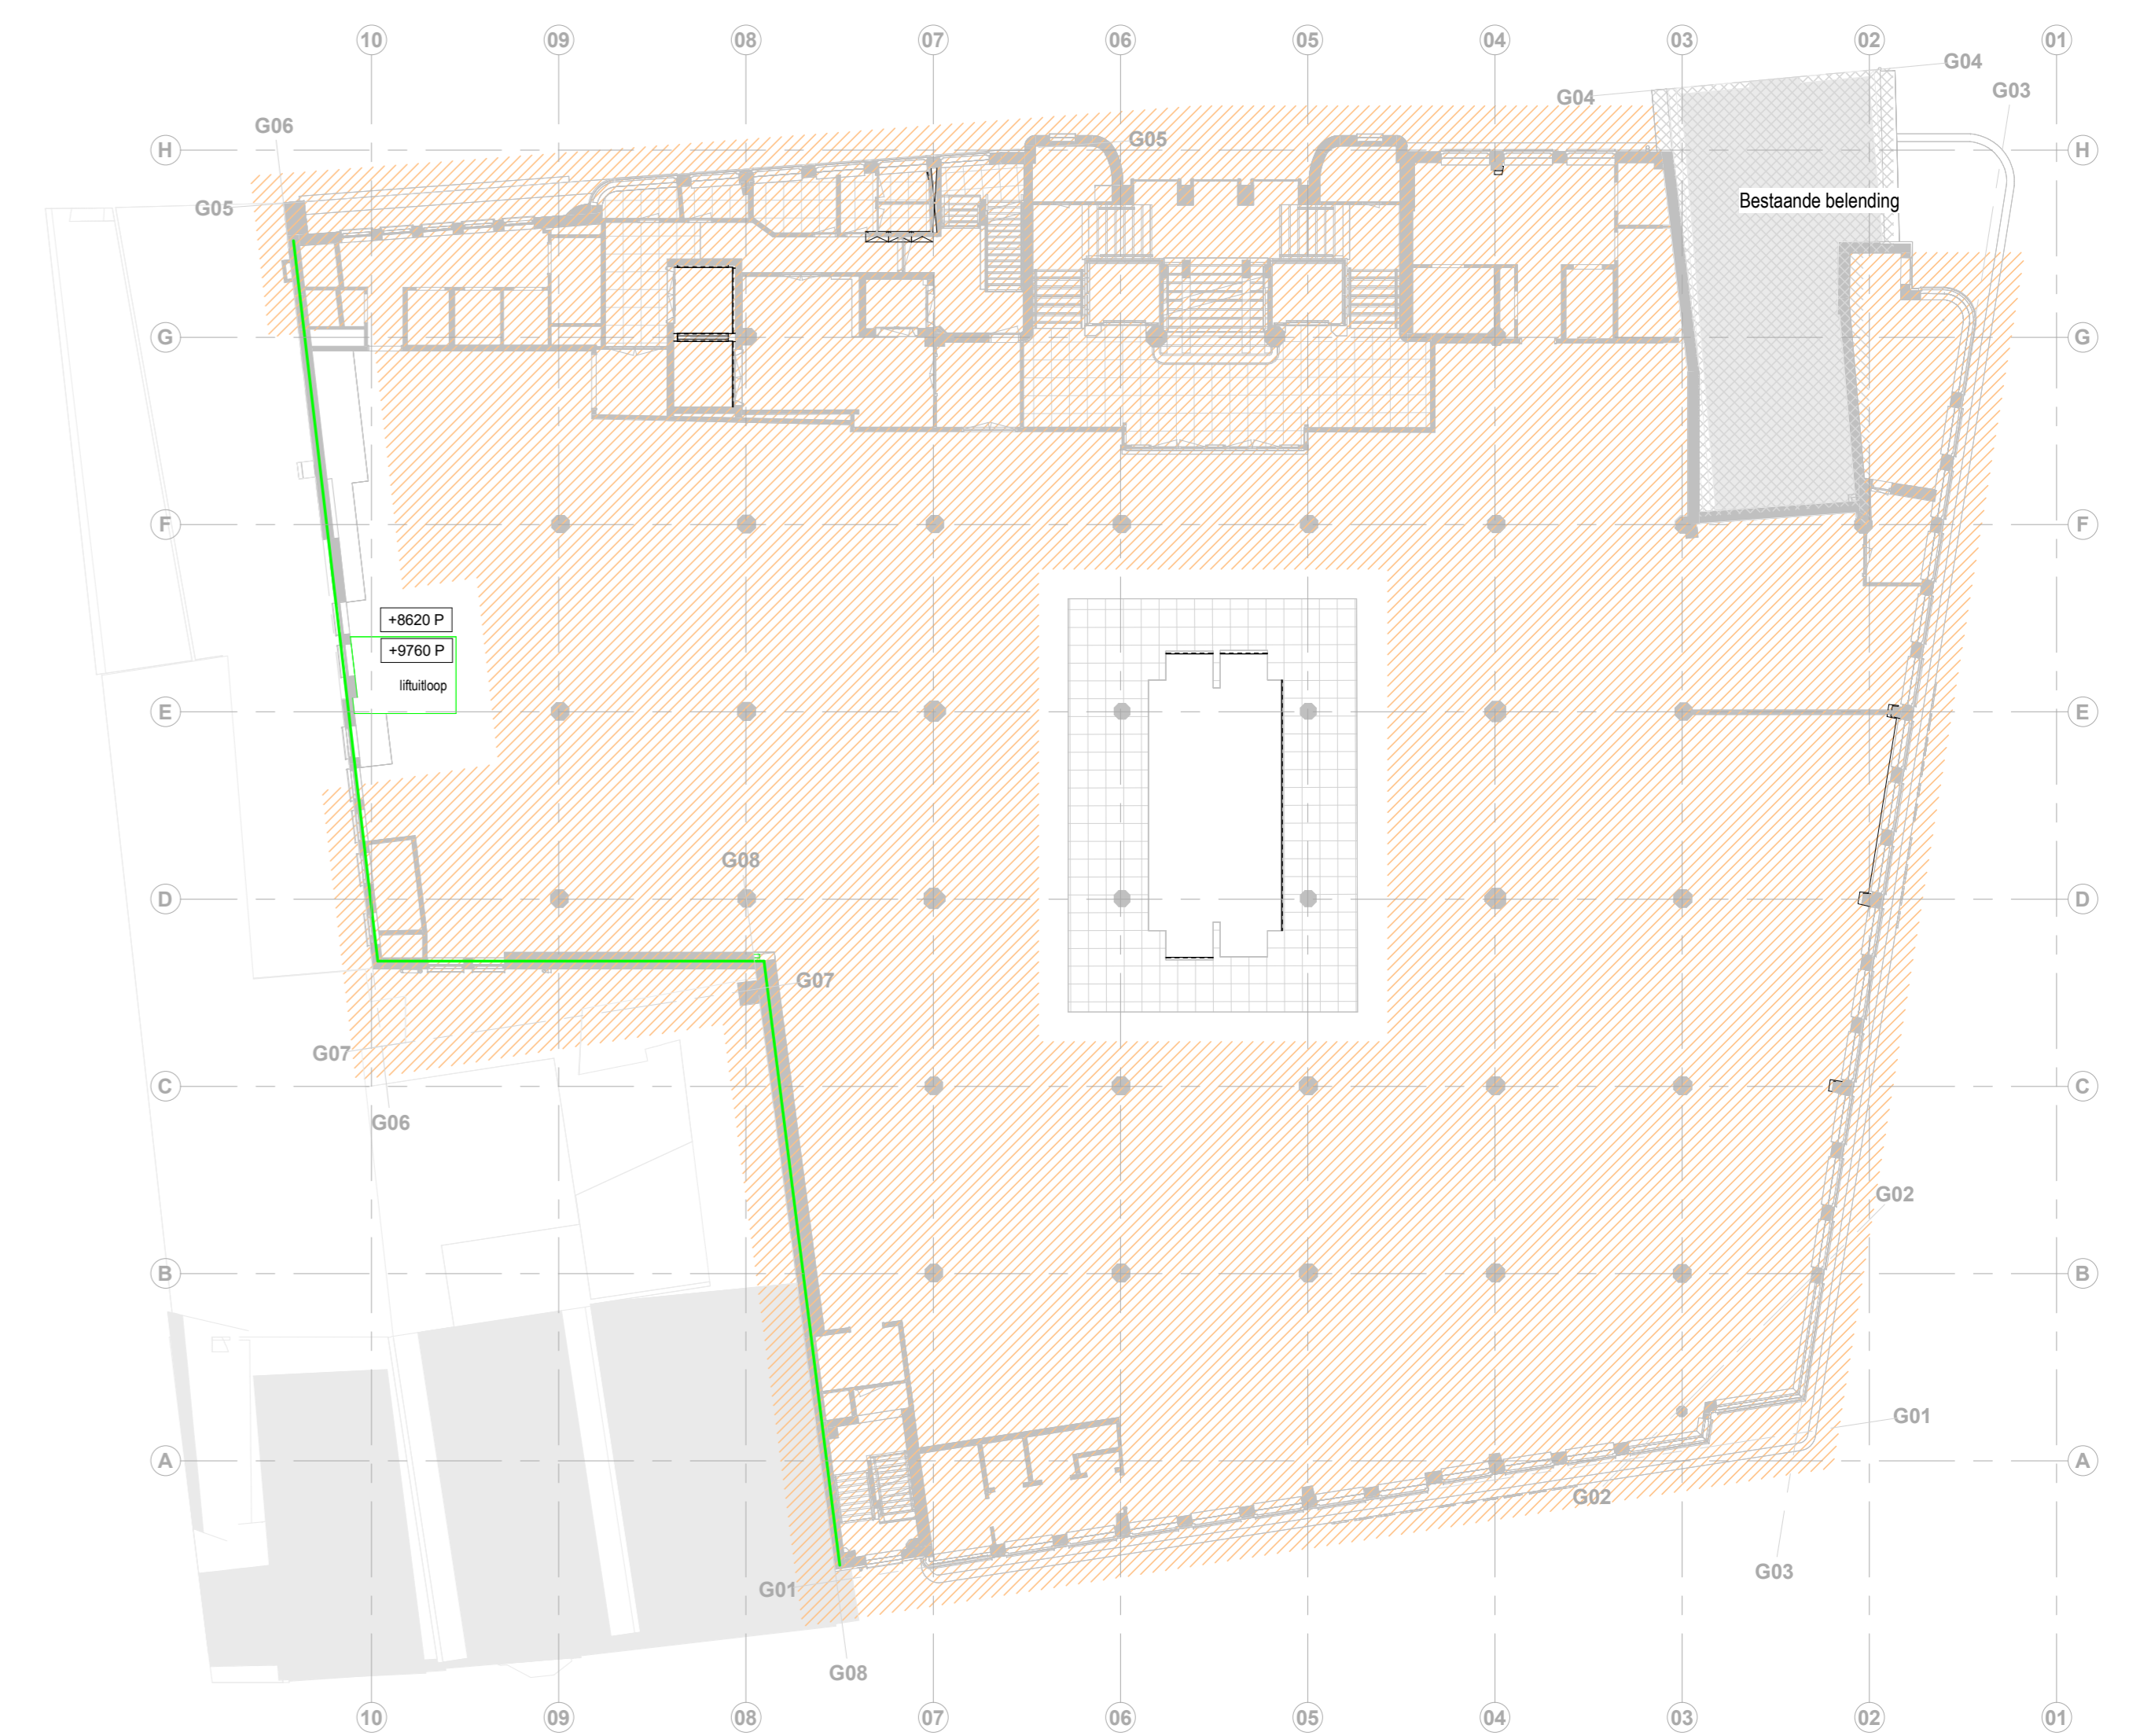 10 09 08 07 06 05 04 03 02 01
G04
G03
G04
G06
G05
H H
Bestaande belending
G05
G G
F F
+8620 P
+9760 P
liftuitloop
E E
G08
D D
G07
G07
C C
G06
G02
B B
G01
A A
G02
G03
G01
G08
10 09 08 07 06 05 04 03 02 01